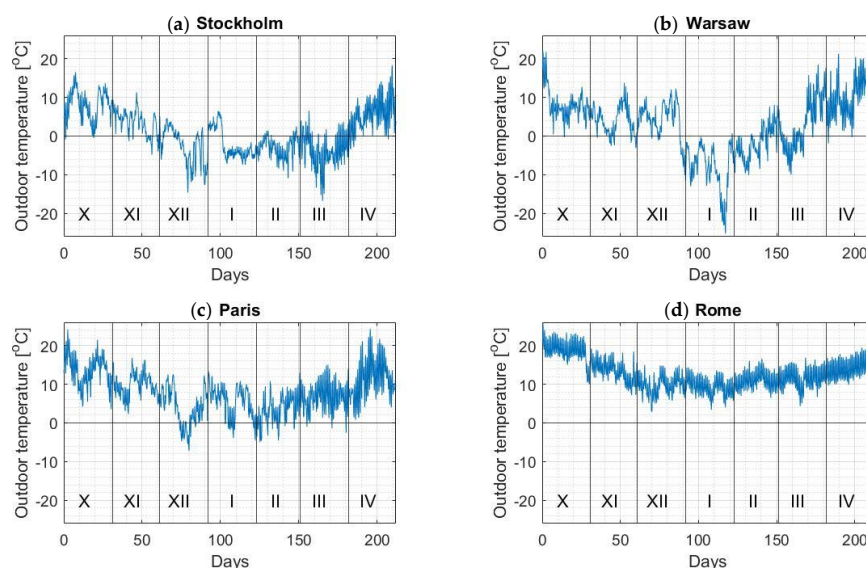 (a) Stockholm
Outdoor temperature [°C]
20
10
0
-10
-20
X XI XII I II III IV
0 50 100 150 200
Days
(b) Warsaw
Outdoor temperature [°C]
20
10
0
-10
-20
X XI XII I II III IV
0 50 100 150 200
Days
(c) Paris
Outdoor temperature [°C]
20
10
0
-10
-20
X XI XII I II III IV
0 50 100 150 200
Days
(d) Rome
Outdoor temperature [°C]
20
10
0
-10
-20
X XI XII I II III IV
0 50 100 150 200
Days